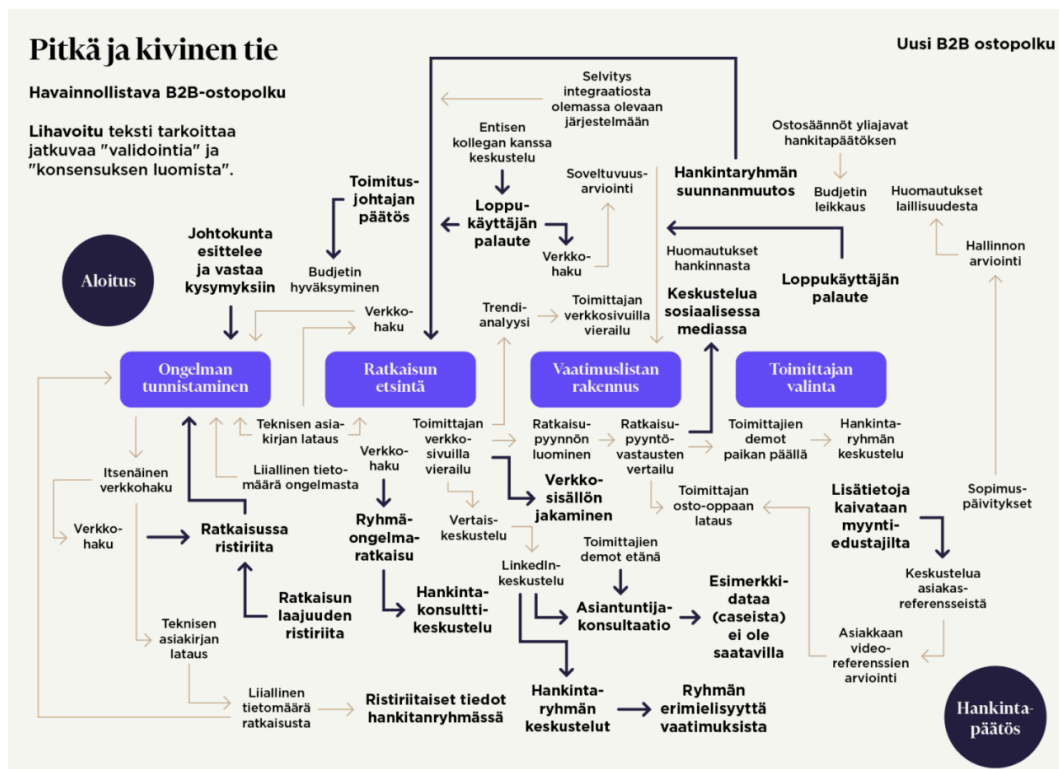 Pitkä ja kivinen tie
Uusi B2B ostopolku
Havainnollistava B2B-ostopolku
Lihavoitu teksti tarkoittaa
jatkuvaa "validointia" ja
"konsensuksen luomista".
Selvitys
integraatiosta
olemassa olevaan
järjestelmään
Entisen
kollegan kanssa
keskustelu
Ostosäännöt yliajavat
hankitapäätöksen
Toimitus-
johtajan
päätös
Soveltuvuus-
arviointi
Hankintaryhmän
suunnanmuutos
Budjetin
leikkaus
Huomautukset
laillisuudesta
Loppu-
käyttäjän
palaute
Johtokunta
esittelee
ja vastaa
kysymyksiin
Aloitus
Budjetin
hyväksyminen
Verkko-
haku
Huomautukset
hankinnasta
Loppukäyttäjän
palaute
Hallinnon
arviointi
Verkko-
haku
Trendi-
analyysi
Toimittajan
verkkosivuilla
vierailu
Keskustelua
sosiaalisessa
mediassa
Ongelman
tunnistaminen
Ratkaisun
etsintä
Vaatimuslistan
rakennus
Toimittajan
valinta
Teknisen asia-
kirjan lataus
Toimittajan
verkko-
sivuilla
vierailu
Ratkaisu-
pyynnön
luominen
Ratkaisu-
pyyntö-
vastausten
vertailu
Toimittajien
demot
paikan päällä
Hankinta-
ryhmän
keskustelu
Verkko-
haku
Itsenäinen
verkkohaku
Liiallinen tieto-
määrä ongelmasta
Verkko-
sisällön
jakaminen
Toimittajan
osto-oppaan
lataus
Lisätietoja
kaivataan
myynti-
edustajilta
Sopimus-
päivitykset
Verkko-
haku
Ratkaisussa
ristiriita
Ryhmä-
ongelma-
ratkaisu
Vertais-
keskustelu
Toimittajien
demot etänä
LinkedIn-
keskustelu
Keskustelua
asiakas-
referensseistä
Ratkaisun
laajuuden
ristiriita
Hankinta-
konsultti-
keskustelu
Asiantuntija-
konsultaatio
Esimerkki-
dataa
(caseista)
ei ole
saatavilla
Teknisen
asiakirjan
lataus
Asiakkaan
video-
referenssien
arviointi
Liiallinen
tietomäärä
ratkaisusta
Ristiriitaiset tiedot
hankitanryhmässä
Hankinta-
ryhmän
keskustelut
Ryhmän
erimielisyyttä
vaatimuksista
Hankinta-
päätös